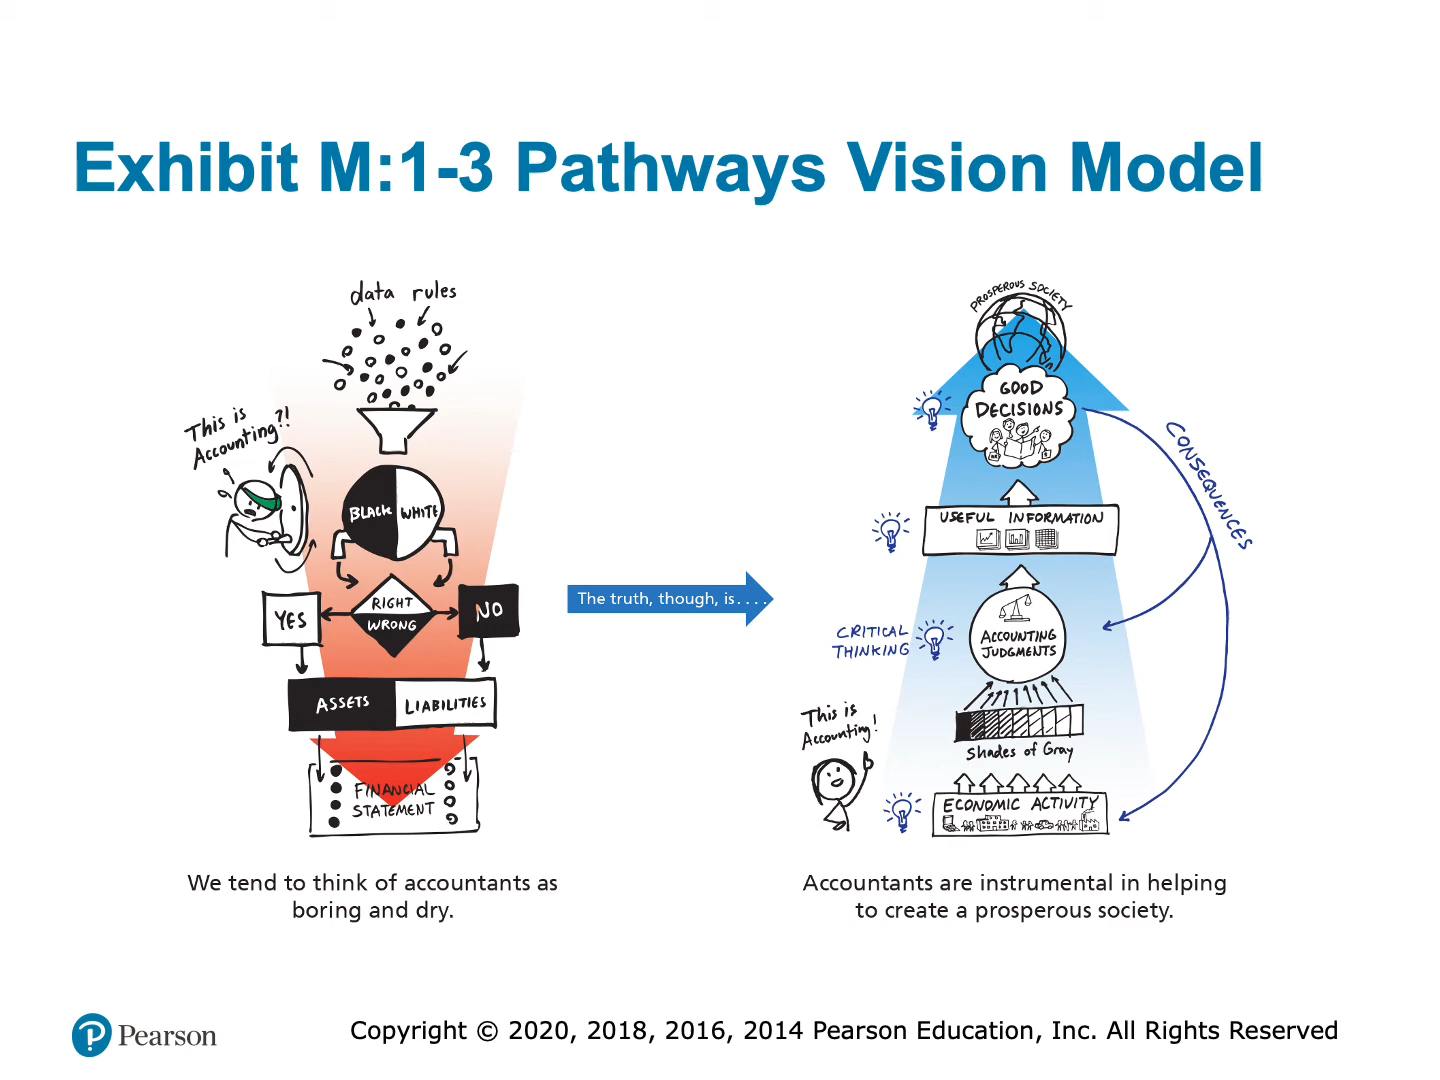 Exhibit M:1-3 Pathways Vision Model
data rules
This is
Accounting?!
BLACK WHITE
RIGHT
WRONG
YES
NO
ASSETS
LIABILITIES
FINANCIAL
STATEMENT
We tend to think of accountants as
boring and dry.
The truth, though, is....
PROSPEROUS SOCIETY
GOOD
DECISIONS
CONSEQUENCES
USEFUL INFORMATION
CRITICAL
THINKING
ACCOUNTING
JUDGMENTS
Shades of Gray
This is
Accounting!
ECONOMIC ACTIVITY
Accountants are instrumental in helping
to create a prosperous society.
Pearson
Copyright © 2020, 2018, 2016, 2014 Pearson Education, Inc. All Rights Reserved